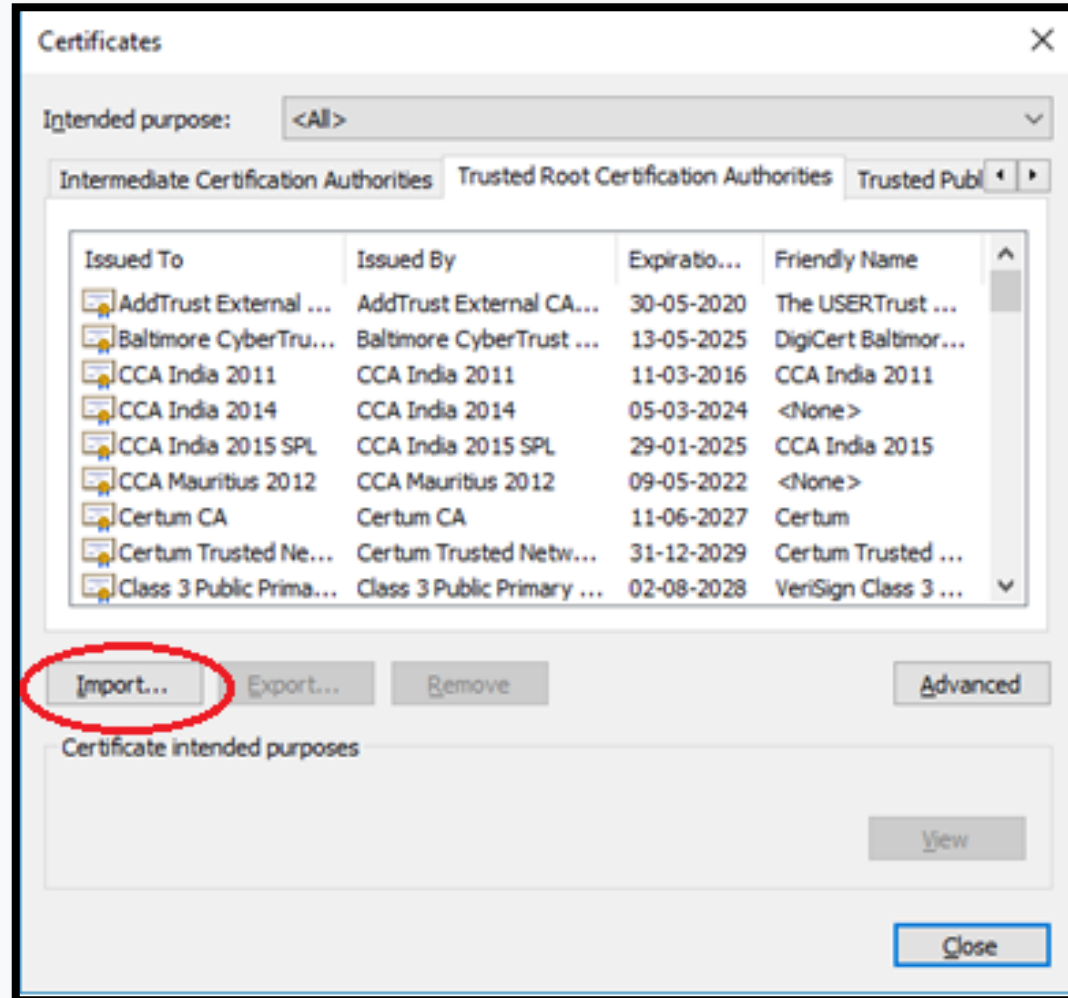 Certificates
Intended purpose: <All>
Intermediate Certification Authorities Trusted Root Certification Authorities Trusted Publ
Issued To Issued By Expiratio... Friendly Name
AddTrust External ... AddTrust External CA... 30-05-2020 The USERTrust ...
Baltimore CyberTru... Baltimore CyberTrust ... 13-05-2025 DigiCert Baltimor...
CCA India 2011 CCA India 2011 11-03-2016 CCA India 2011
CCA India 2014 CCA India 2014 05-03-2024 <None>
CCA India 2015 SPL CCA India 2015 SPL 29-01-2025 CCA India 2015
CCA Mauritius 2012 CCA Mauritius 2012 09-05-2022 <None>
Certum CA Certum CA 11-06-2027 Certum
Certum Trusted Ne... Certum Trusted Netw... 31-12-2029 Certum Trusted ...
Class 3 Public Prima... Class 3 Public Primary ... 02-08-2028 VeriSign Class 3 ...
Import... Export... Remove Advanced
Certificate intended purposes
View
Close